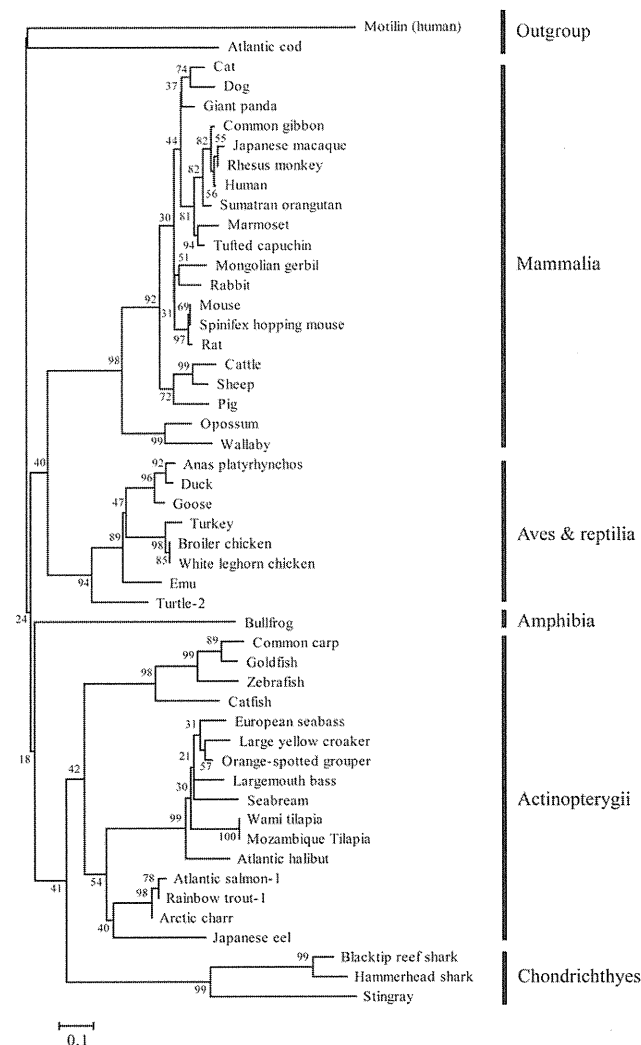 Motilin (human)
Outgroup
Atlantic cod
74
Cat
37
Dog
Giant panda
Common gibbon
82
55
Japanese macaque
44
Rhesus monkey
82
Human
56
Sumatran orangutan
81
Marmoset
30
94
Tufted capuchin
51
Mongolian gerbil
Mammalia
Rabbit
92
31
69
Mouse
Spinifex hopping mouse
97
Rat
98
99
Cattle
Sheep
72
Pig
Opossum
99
Wallaby
40
92
Anas platyrhynchos
96
Duck
47
Goose
Turkey
Aves & reptilia
89
98
Broiler chicken
85
White leghorn chicken
94
Emu
Turtle-2
24
Bullfrog
Amphibia
89
Common carp
99
Goldfish
98
Zebrafish
Catfish
31
European seabass
Large yellow croaker
18
21
57
Orange-spotted grouper
42
30
Largemouth bass
Seabream
Actinopterygii
99
Wami tilapia
100
Mozambique Tilapia
Atlantic halibut
41
54
78
Atlantic salmon-1
98
Rainbow trout-1
Arctic charr
40
Japanese eel
99
Blacktip reef shark
Hammerhead shark
Chondrichthyes
99
Stingray
0.1